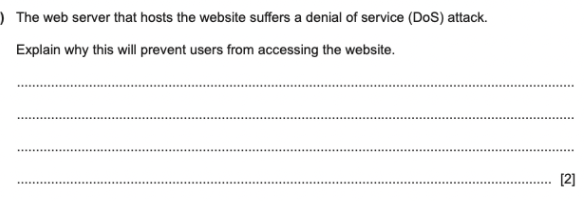 ) The web server that hosts the website suffers a denial of service (DoS) attack.
Explain why this will prevent users from accessing the website.
[2]